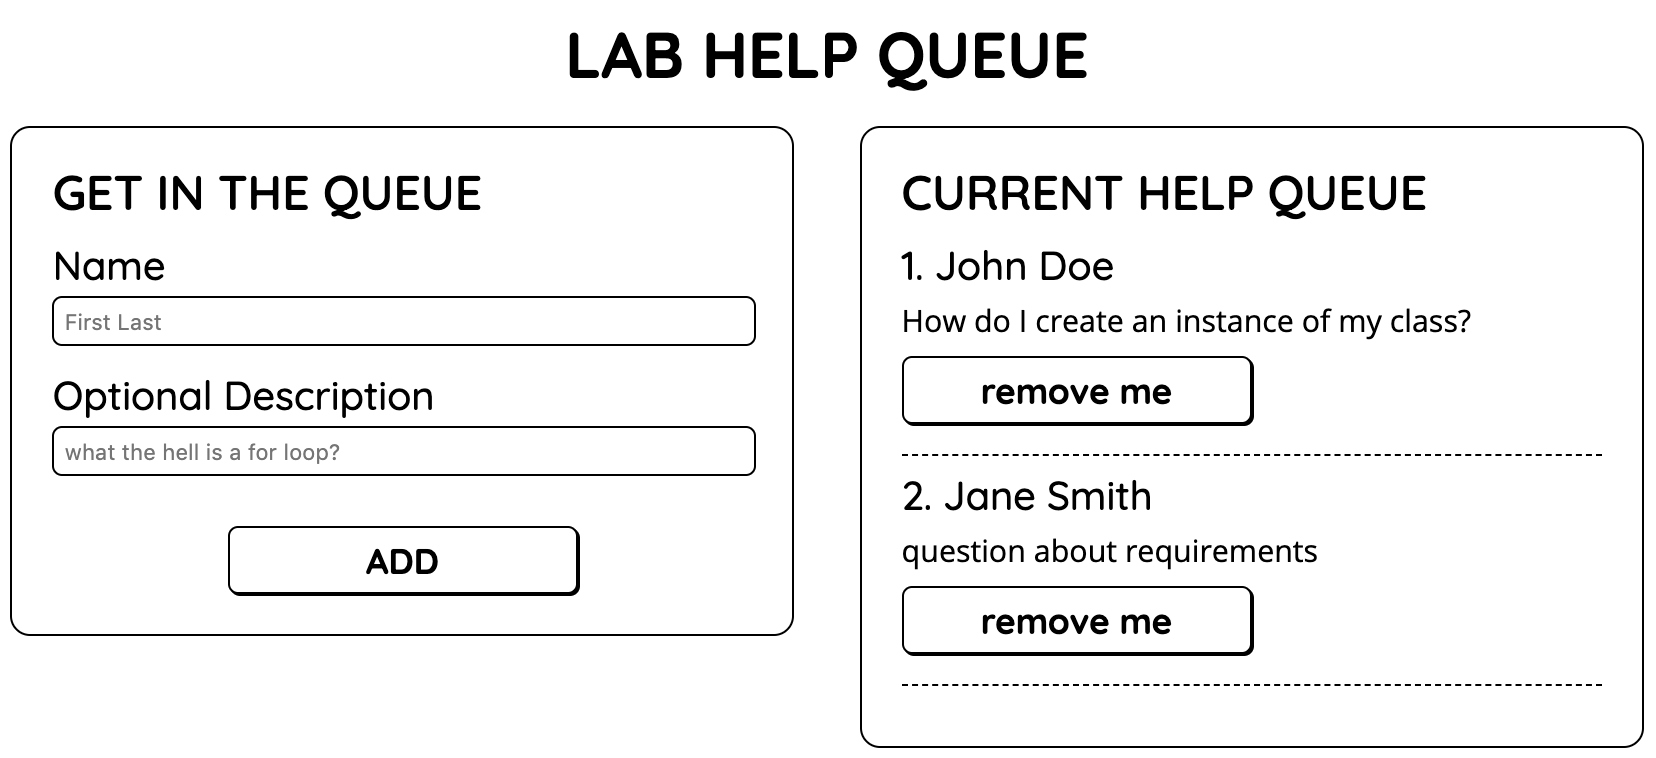 LAB HELP QUEUE
GET IN THE QUEUE
Name
First Last
Optional Description
what the hell is a for loop?
ADD
CURRENT HELP QUEUE
1. John Doe
How do I create an instance of my class?
remove me
2. Jane Smith
question about requirements
remove me